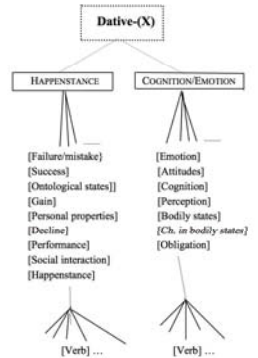 Dative-(X)
HAPPENSTANCE
COGNITION/EMOTION
[Failure/mistake}
[Success]
[Ontological states]]
[Gain]
[Personal properties]
[Decline]
[Performance]
[Social interaction]
[Happenstance]
[Emotion]
[Attitudes]
[Cognition]
[Perception]
[Bodily states]
[Ch. in bodily states]
[Obligation]
[Verb] ...
[Verb] ...